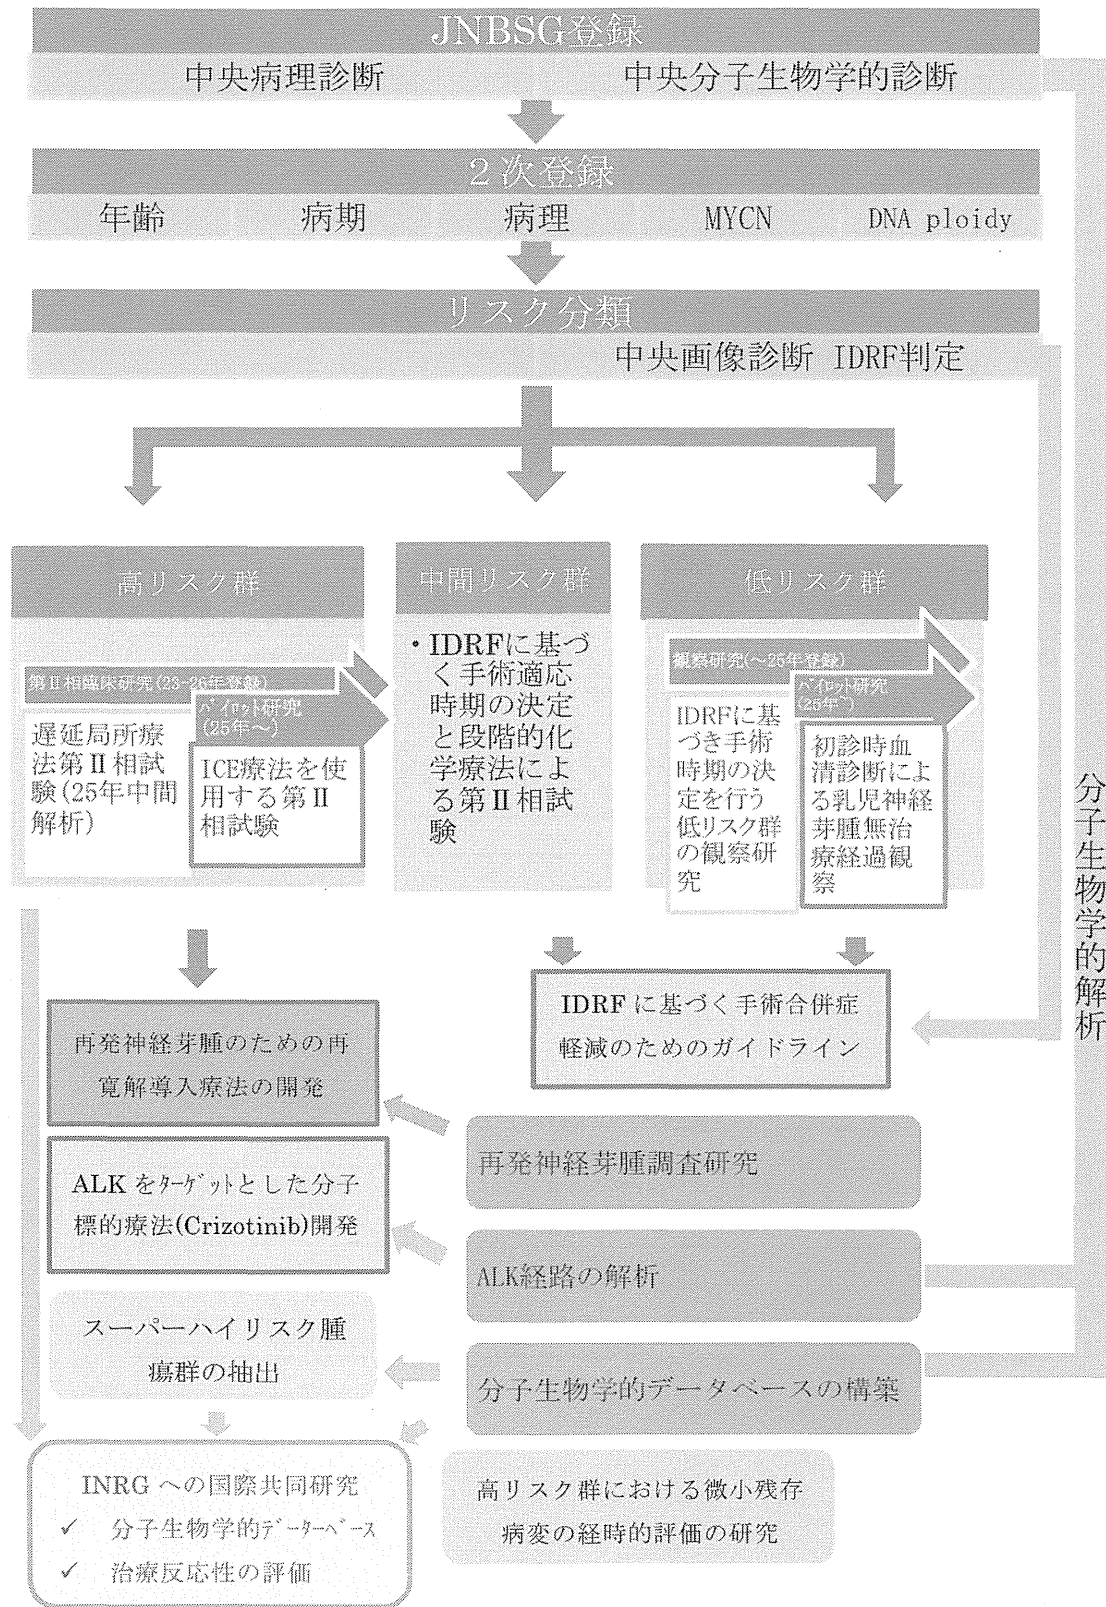 JNBSG登録
中央病理診断
中央分子生物学的診断
２次登録
年齢
病期
病理
MYCN
DNA ploidy
リスク分類
中央画像診断 IDRF判定
高リスク群
第Ⅱ相臨床研究(23-26年登録)
パイロット研究
(25年～)
遅延局所療
法第Ⅱ相試
験(25年中間
解析)
ICE療法を使
用する第Ⅱ
相試験
中間リスク群
・IDRFに基づ
く手術適応
時期の決定
と段階的化
学療法によ
る第Ⅱ相試
験
低リスク群
観察研究(～25年登録)
パイロット研究
(25年～)
IDRFに基
づき手術
時期の決
定を行う
低リスク群
の観察研
究
初診時血
清診断によ
る乳児神経
芽腫無治
療経過観
察
分子生物学的解析
IDRF に基づく手術合併症
軽減のためのガイドライン
再発神経芽腫のための再
寛解導入療法の開発
再発神経芽腫調査研究
ALK をターゲットとした分子
標的療法(Crizotinib)開発
ALK経路の解析
スーパーハイリスク腫
瘍群の抽出
分子生物学的データベースの構築
INRG への国際共同研究
✓ 分子生物学的データーベース
✓ 治療反応性の評価
高リスク群における微小残存
病変の経時的評価の研究